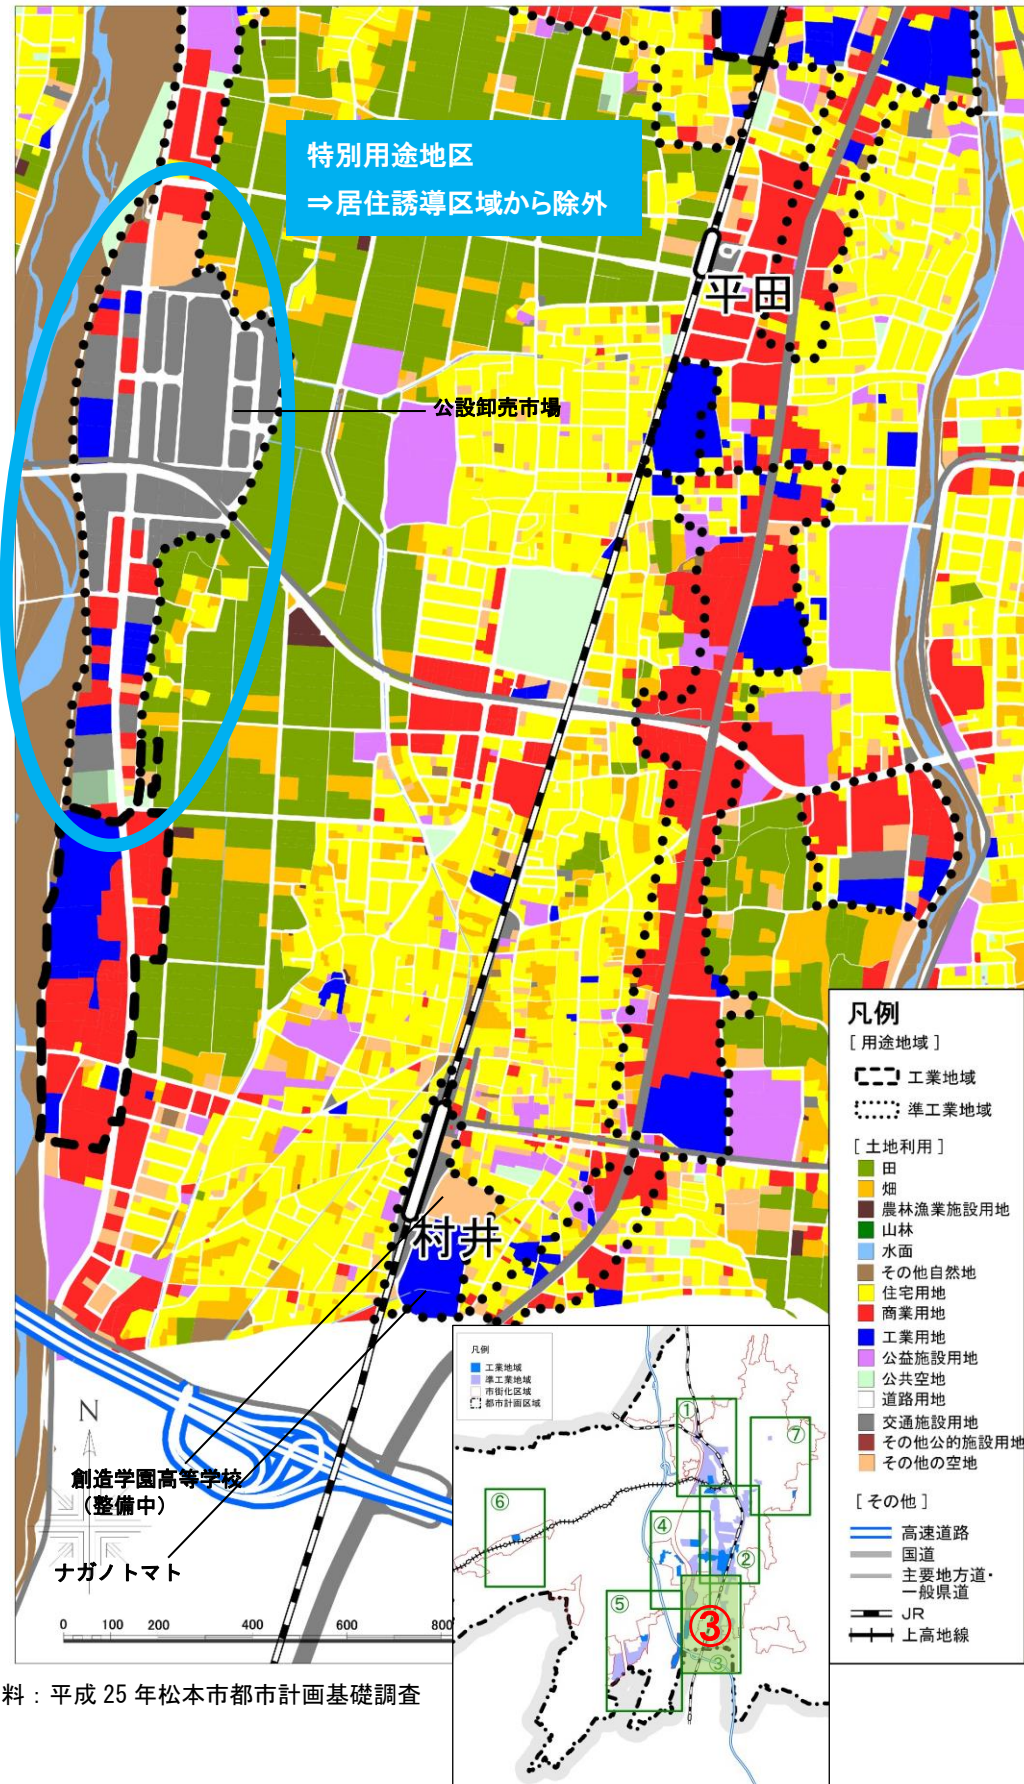 特別用途地区
⇒居住誘導区域から除外
平田
公設卸売市場
村井
創造学園高等学校
（整備中）
ナガノトマト
N
0 100 200 400 600 800
凡例
［用途地域］
工業地域
準工業地域
［土地利用］
田
畑
農林漁業施設用地
山林
水面
その他自然地
住宅用地
商業用地
工業用地
公益施設用地
公共空地
道路用地
交通施設用地
その他公的施設用地
その他の空地
［その他］
高速道路
国道
主要地方道・
一般県道
JR
上高地線
凡例
工業地域
準工業地域
市街化区域
都市計画区域
①
⑦
⑥
④
②
⑤
③
③
料：平成 25 年松本市都市計画基礎調査